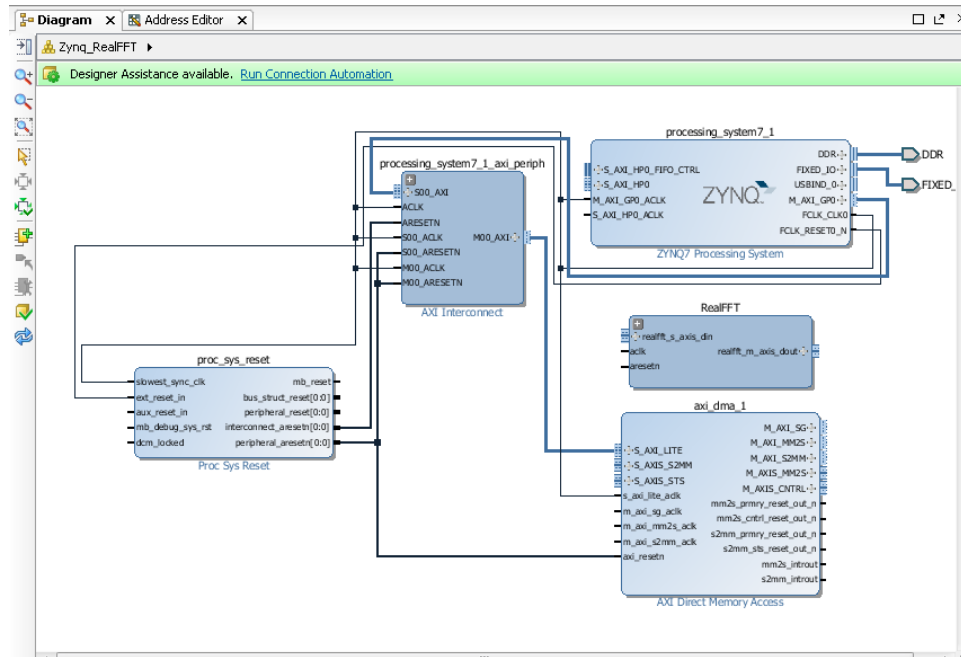 Diagram
Address Editor
Zynq_RealFFT
Designer Assistance available. Run Connection Automation
processing_system7_1
S_AXI_HP0_FIFO_CTRL
S_AXI_HP0
M_AXI_GP0_ACLK
S_AXI_HP0_ACLK
ZYNQ
DDR
FIXED_IO
USBIND_0
M_AXI_GP0
FCLK_CLK0
FCLK_RESET0_N
ZYNQ7 Processing System
DDR
FIXED_
processing_system7_1_axi_periph
S00_AXI
ACLK
ARESETN
S00_ACLK
S00_ARESETN
M00_ACLK
M00_ARESETN
M00_AXI
AXI Interconnect
RealFFT
realfft_s_axis_din
aclk
aresetn
realfft_m_axis_dout
proc_sys_reset
slowest_sync_clk
ext_reset_in
aux_reset_in
mb_debug_sys_rst
dcm_locked
mb_reset
bus_struct_reset[0:0]
peripheral_reset[0:0]
interconnect_aresetn[0:0]
peripheral_aresetn[0:0]
Proc Sys Reset
axi_dma_1
S_AXI_LITE
S_AXIS_S2MM
S_AXIS_STS
s_axi_lite_aclk
m_axi_sg_aclk
m_axi_mm2s_aclk
m_axi_s2mm_aclk
axi_resetn
M_AXI_SG
M_AXI_MM2S
M_AXI_S2MM
M_AXIS_MM2S
M_AXIS_CNTRL
mm2s_prmry_reset_out_n
mm2s_cntrl_reset_out_n
s2mm_prmry_reset_out_n
s2mm_sts_reset_out_n
mm2s_introut
s2mm_introut
AXI Direct Memory Access